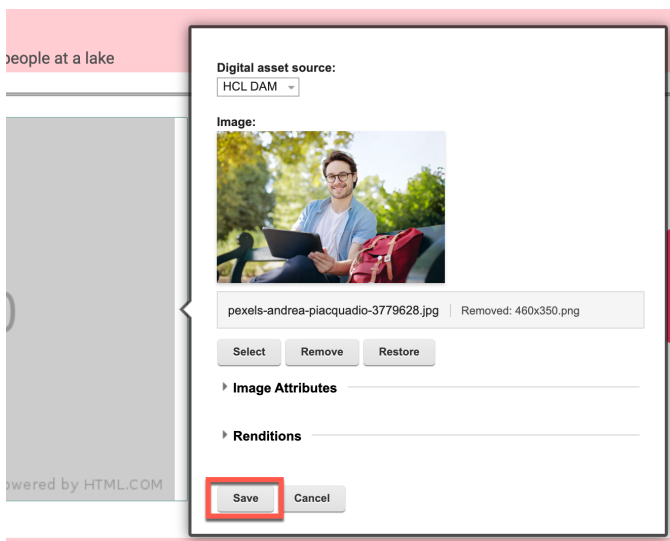 people at a lake
Digital asset source:
HCL DAM
Image:
pexels-andrea-piacquadio-3779628.jpg Removed: 460x350.png
Select Remove Restore
Image Attributes
Renditions
owered by HTML.COM
Save Cancel